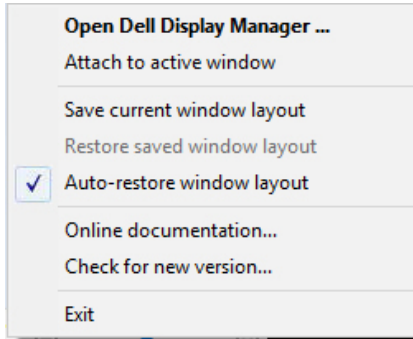 Open Dell Display Manager ...
Attach to active window
Save current window layout
Restore saved window layout
Auto-restore window layout
Online documentation...
Check for new version...
Exit